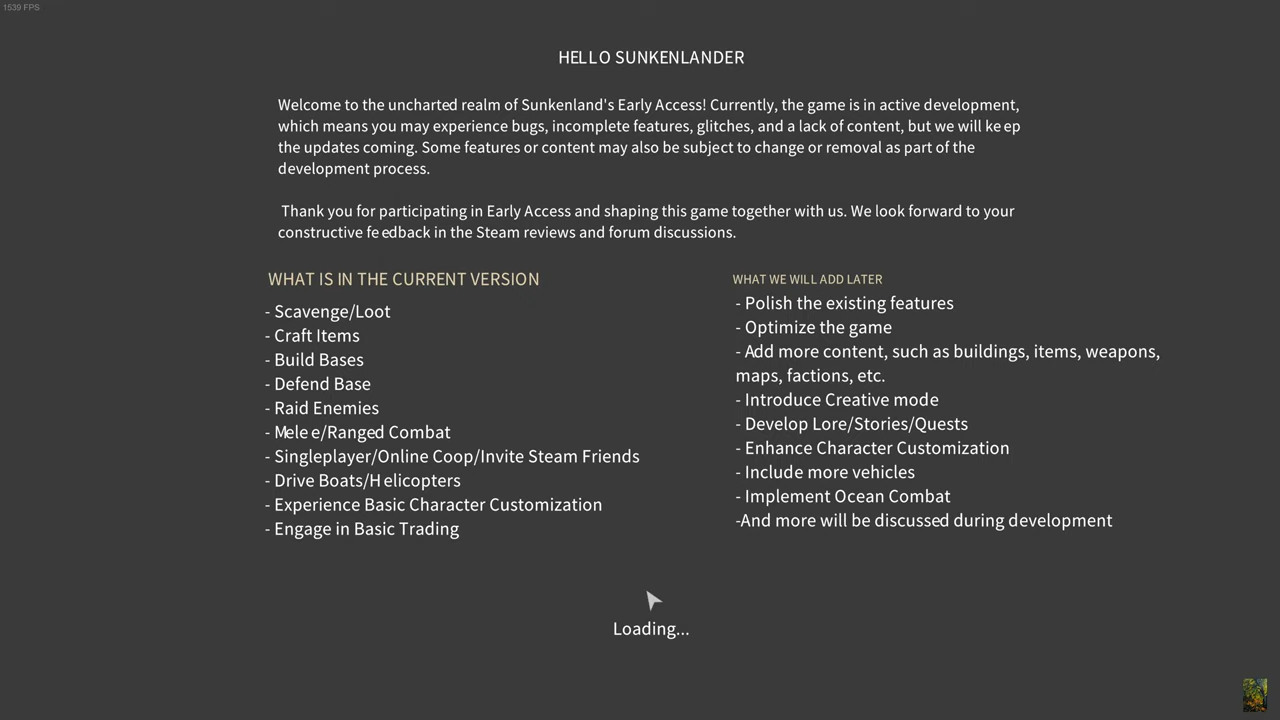 1539 FPS
HELLO SUNKENLANDER
Welcome to the uncharted realm of Sunkenland's Early Access! Currently, the game is in active development,
which means you may experience bugs, incomplete features, glitches, and a lack of content, but we will keep
the updates coming. Some features or content may also be subject to change or removal as part of the
development process.
Thank you for participating in Early Access and shaping this game together with us. We look forward to your
constructive feedback in the Steam reviews and forum discussions.
WHAT IS IN THE CURRENT VERSION
- Scavenge/Loot
- Craft Items
- Build Bases
- Defend Base
- Raid Enemies
- Melee/Ranged Combat
- Singleplayer/Online Coop/Invite Steam Friends
- Drive Boats/Helicopters
- Experience Basic Character Customization
- Engage in Basic Trading
WHAT WE WILL ADD LATER
- Polish the existing features
- Optimize the game
- Add more content, such as buildings, items, weapons,
maps, factions, etc.
- Introduce Creative mode
- Develop Lore/Stories/Quests
- Enhance Character Customization
- Include more vehicles
- Implement Ocean Combat
-And more will be discussed during development
Loading...